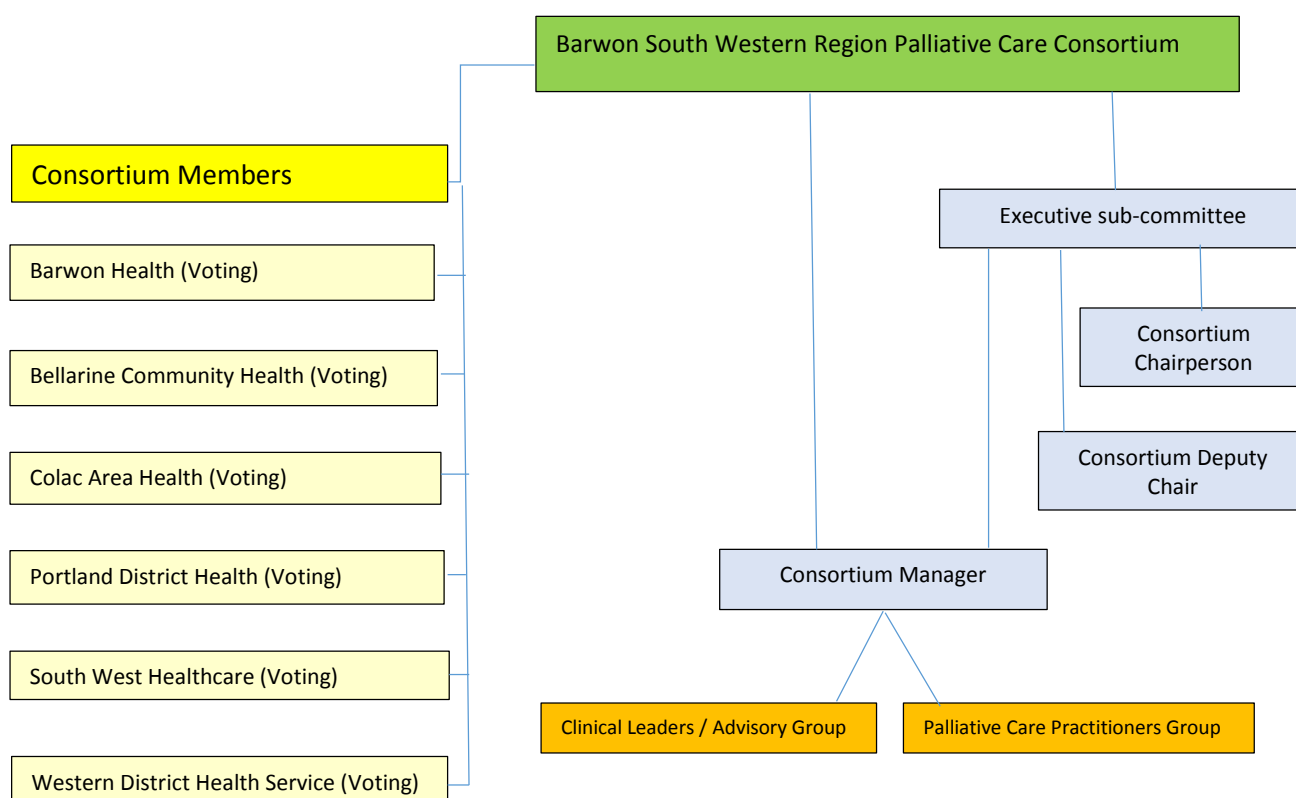 Barwon South Western Region Palliative Care Consortium
Consortium Members
Executive sub-committee
Barwon Health (Voting)
Consortium
Chairperson
Bellarine Community Health (Voting)
Consortium Deputy
Chair
Colac Area Health (Voting)
Portland District Health (Voting)
Consortium Manager
South West Healthcare (Voting)
Clinical Leaders / Advisory Group
Palliative Care Practitioners Group
Western District Health Service (Voting)